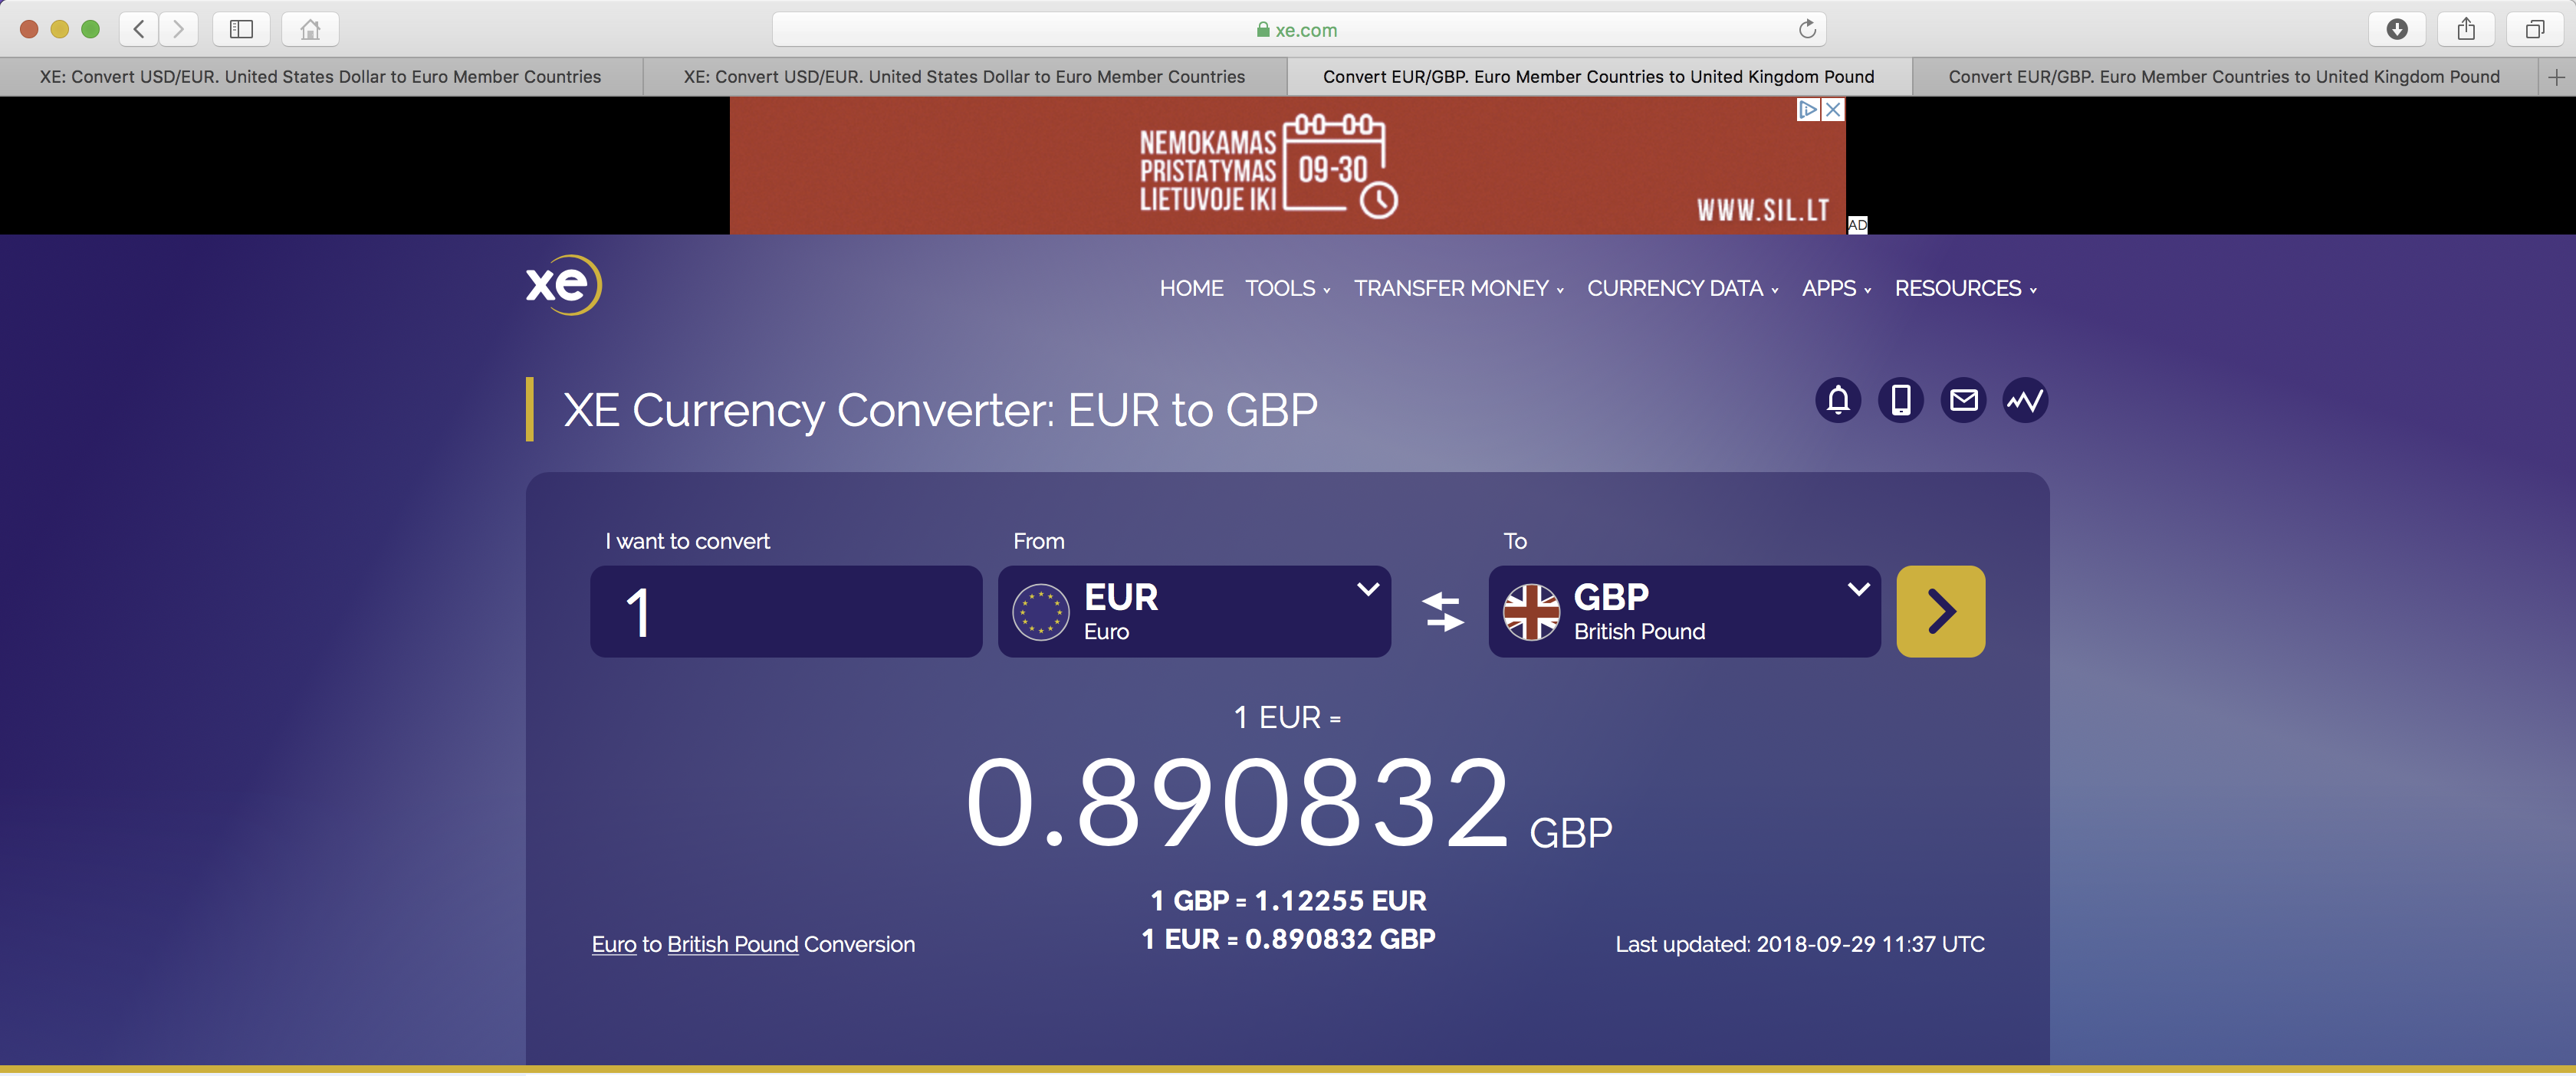 xe.com
XE: Convert USD/EUR. United States Dollar to Euro Member Countries
XE: Convert USD/EUR. United States Dollar to Euro Member Countries
Convert EUR/GBP. Euro Member Countries to United Kingdom Pound
Convert EUR/GBP. Euro Member Countries to United Kingdom Pound
NEMOKAMAS
PRISTATYMAS
LIETUVOJE IKI
09-30
WWW.SIL.LT
AD
xe
HOME TOOLS TRANSFER MONEY CURRENCY DATA APPS RESOURCES
XE Currency Converter: EUR to GBP
I want to convert From To
1
EUR
Euro
GBP
British Pound
1 EUR =
0.890832 GBP
1 GBP = 1.12255 EUR
1 EUR = 0.890832 GBP
Euro to British Pound Conversion
Last updated: 2018-09-29 11:37 UTC